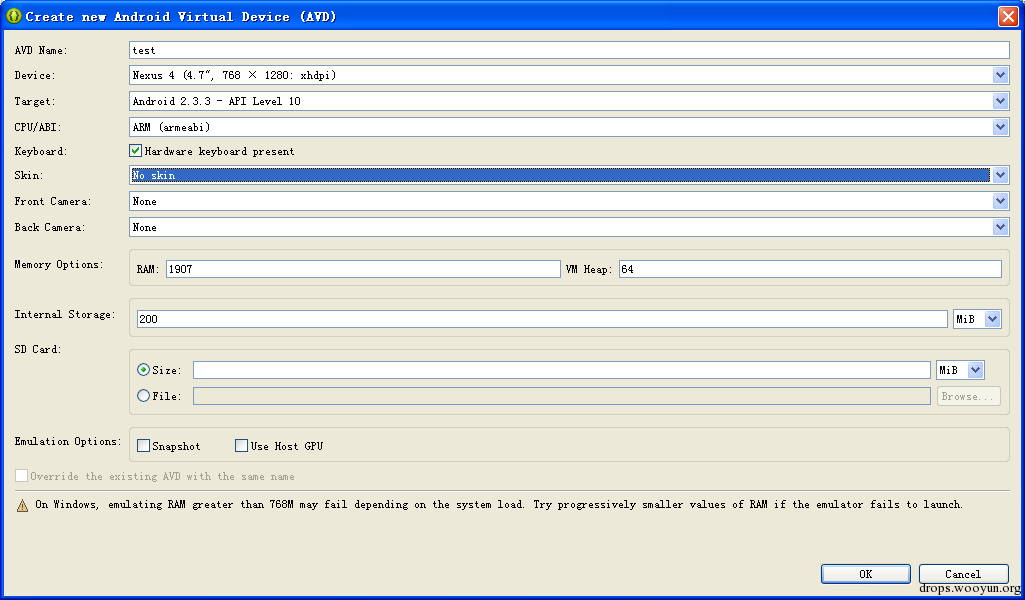 Create new Android Virtual Device (AVD)
AVD Name: test
Device: Nexus 4 (4.7", 768 × 1280: xhdpi)
Target: Android 2.3.3 - API Level 10
CPU/ABI: ARM (armeabi)
Keyboard: Hardware keyboard present
Skin: No skin
Front Camera: None
Back Camera: None
Memory Options: RAM: 1907 VM Heap: 64
Internal Storage: 200 MiB
SD Card:
Size: MiB
File: Browse...
Emulation Options: Snapshot Use Host GPU
Override the existing AVD with the same name
On Windows, emulating RAM greater than 768M may fail depending on the system load. Try progressively smaller values of RAM if the emulator fails to launch.
OK Cancel
drops.wooyun.org